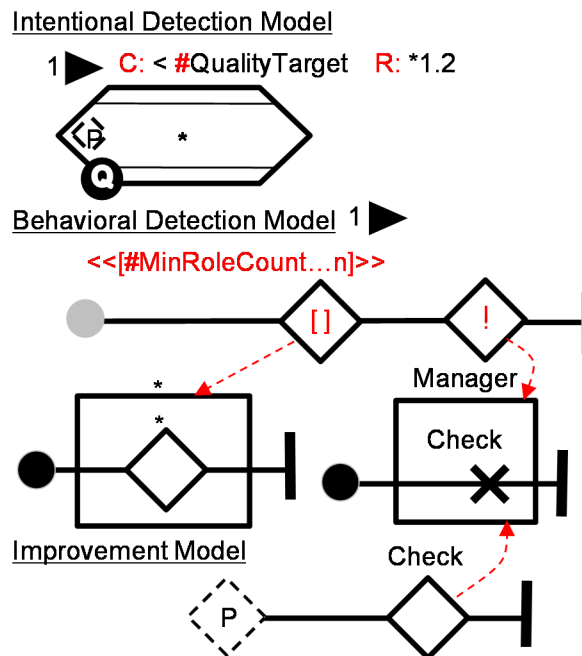 Intentional Detection Model
1 C: < #QualityTarget R: *1.2
P
*
Q
Behavioral Detection Model 1
<<[#MinRoleCount...n]>>
[ ] !
Manager
*
*
Check
Improvement Model
Check
P